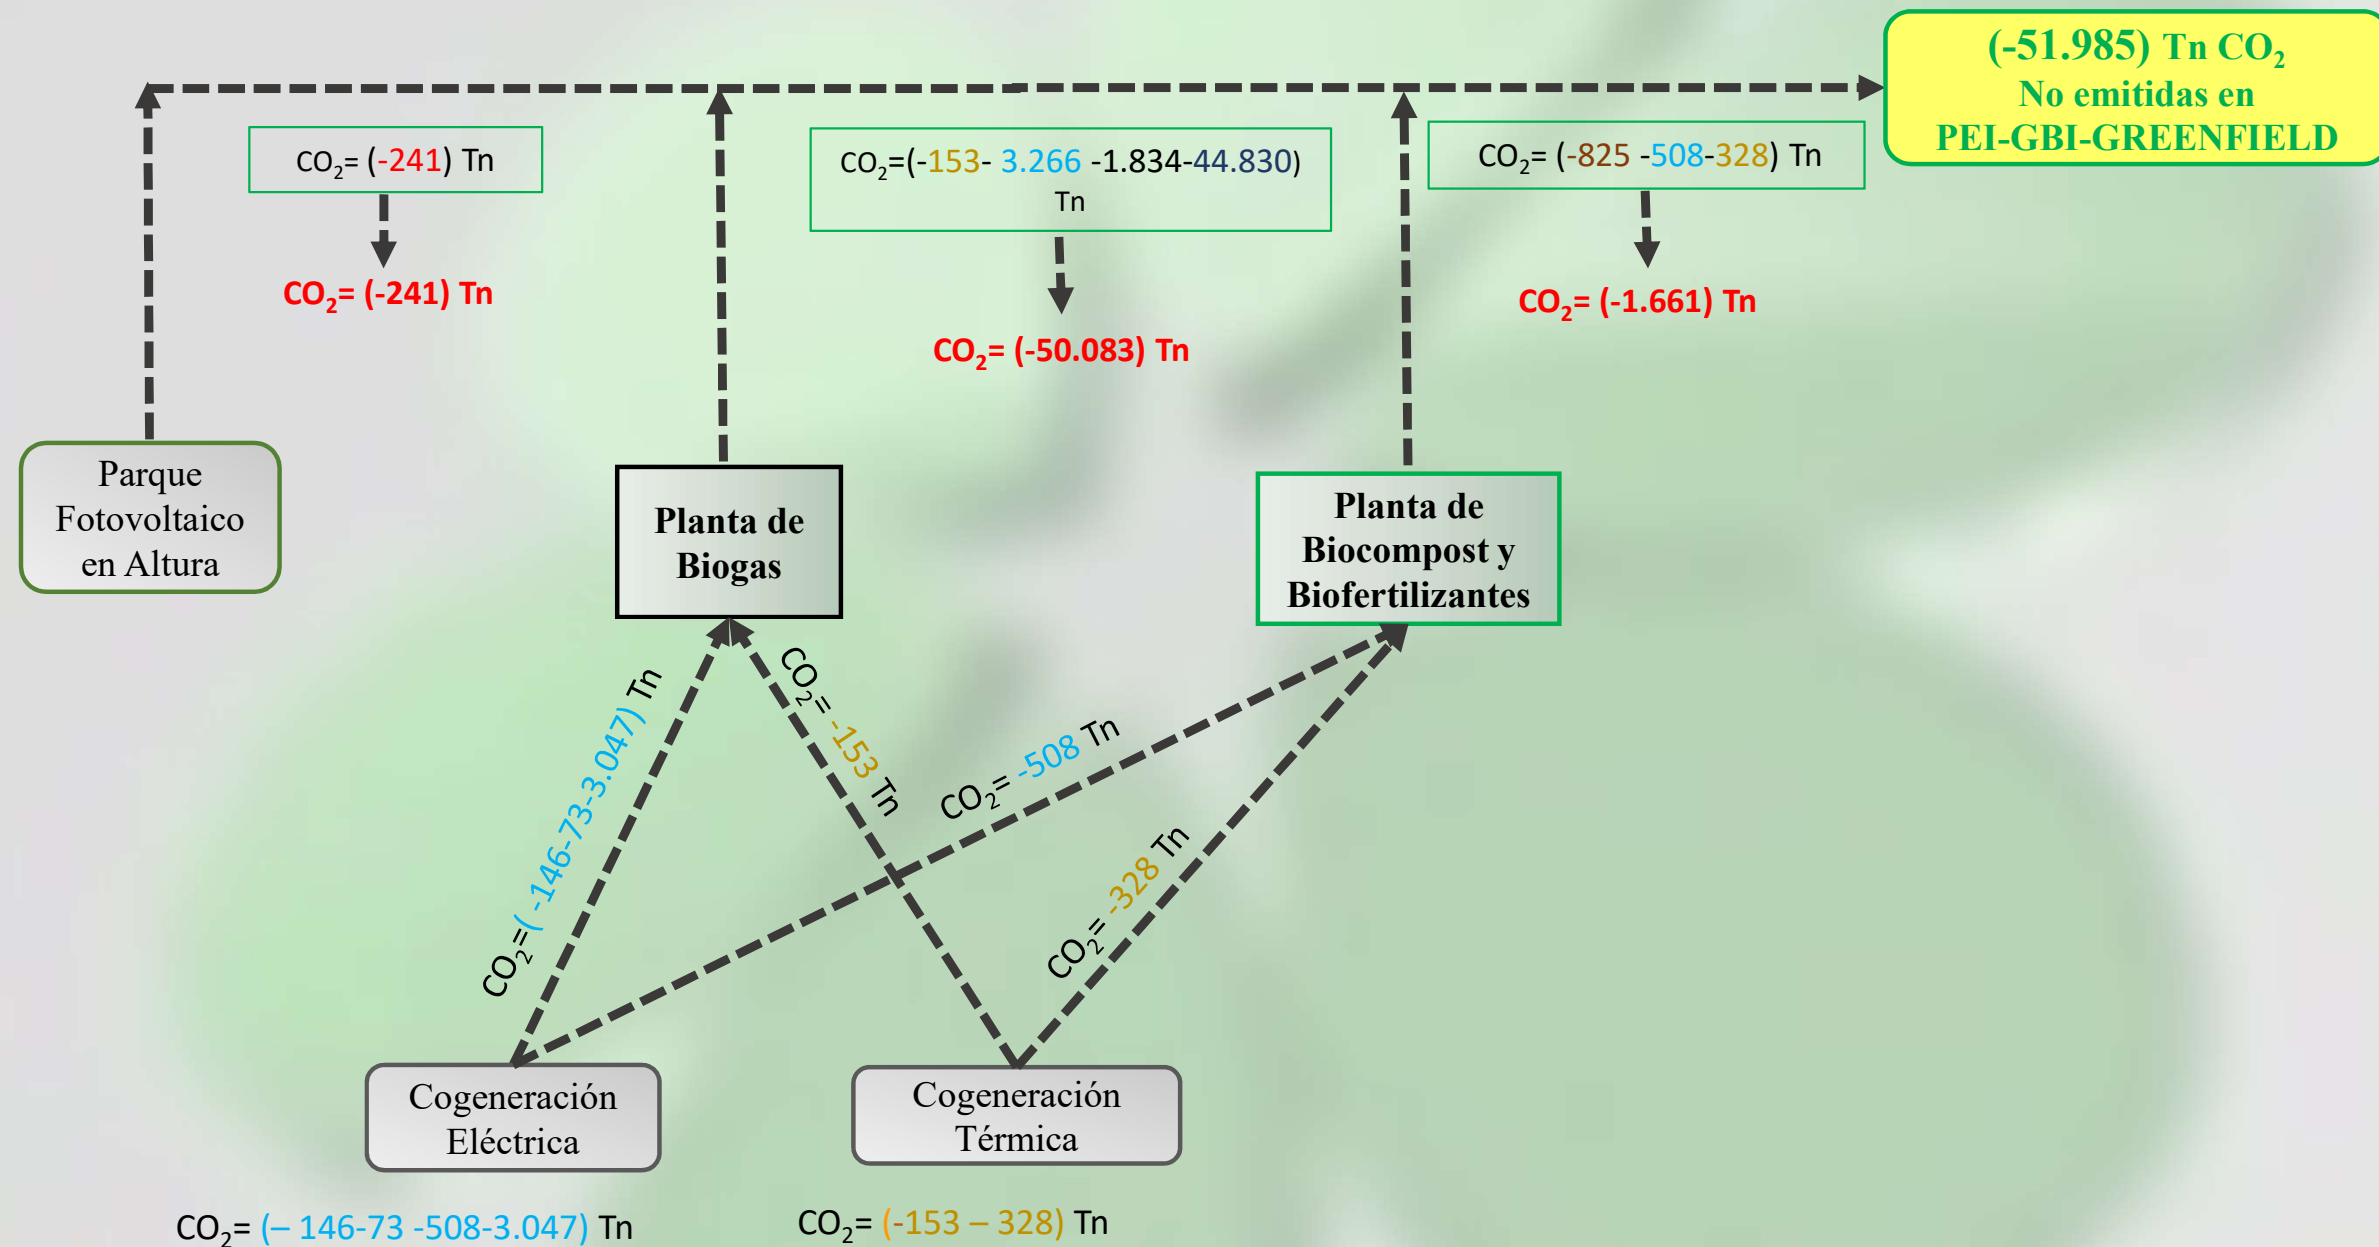 (-51.985) Tn CO₂
No emitidas en
PEI-GBI-GREENFIELD
CO₂= (-241) Tn
CO₂=(-153- 3.266 -1.834-44.830)
Tn
CO₂= (-825 -508-328) Tn
CO₂= (-241) Tn
CO₂= (-50.083) Tn
CO₂= (-1.661) Tn
Parque
Fotovoltaico
en Altura
Planta de
Biogas
Planta de
Biocompost y
Biofertilizantes
CO₂=( -146-73-3.047) Tn
CO₂= -153 Tn
CO₂= -508 Tn
CO₂= -328 Tn
Cogeneración
Eléctrica
Cogeneración
Térmica
CO₂= (– 146-73 -508-3.047) Tn
CO₂= (-153 – 328) Tn